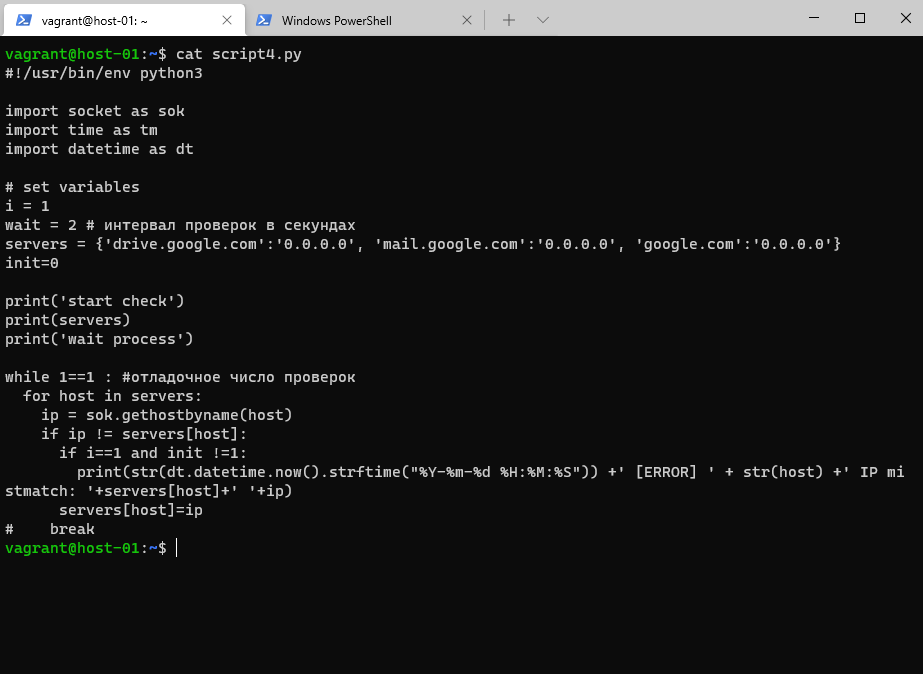 vagrant@host-01: ~
Windows PowerShell
vagrant@host-01:~$ cat script4.py
#!/usr/bin/env python3

import socket as sok
import time as tm
import datetime as dt

# set variables
i = 1
wait = 2 # интервал проверок в секундах
servers = {'drive.google.com':'0.0.0.0', 'mail.google.com':'0.0.0.0', 'google.com':'0.0.0.0'}
init=0

print('start check')
print(servers)
print('wait process')

while 1==1 : #отладочное число проверок
  for host in servers:
    ip = sok.gethostbyname(host)
    if ip != servers[host]:
      if i==1 and init !=1:
        print(str(dt.datetime.now().strftime("%Y-%m-%d %H:%M:%S")) +' [ERROR] ' + str(host) +' IP mi
stmatch: '+servers[host]+' '+ip)
      servers[host]=ip
#    break
vagrant@host-01:~$